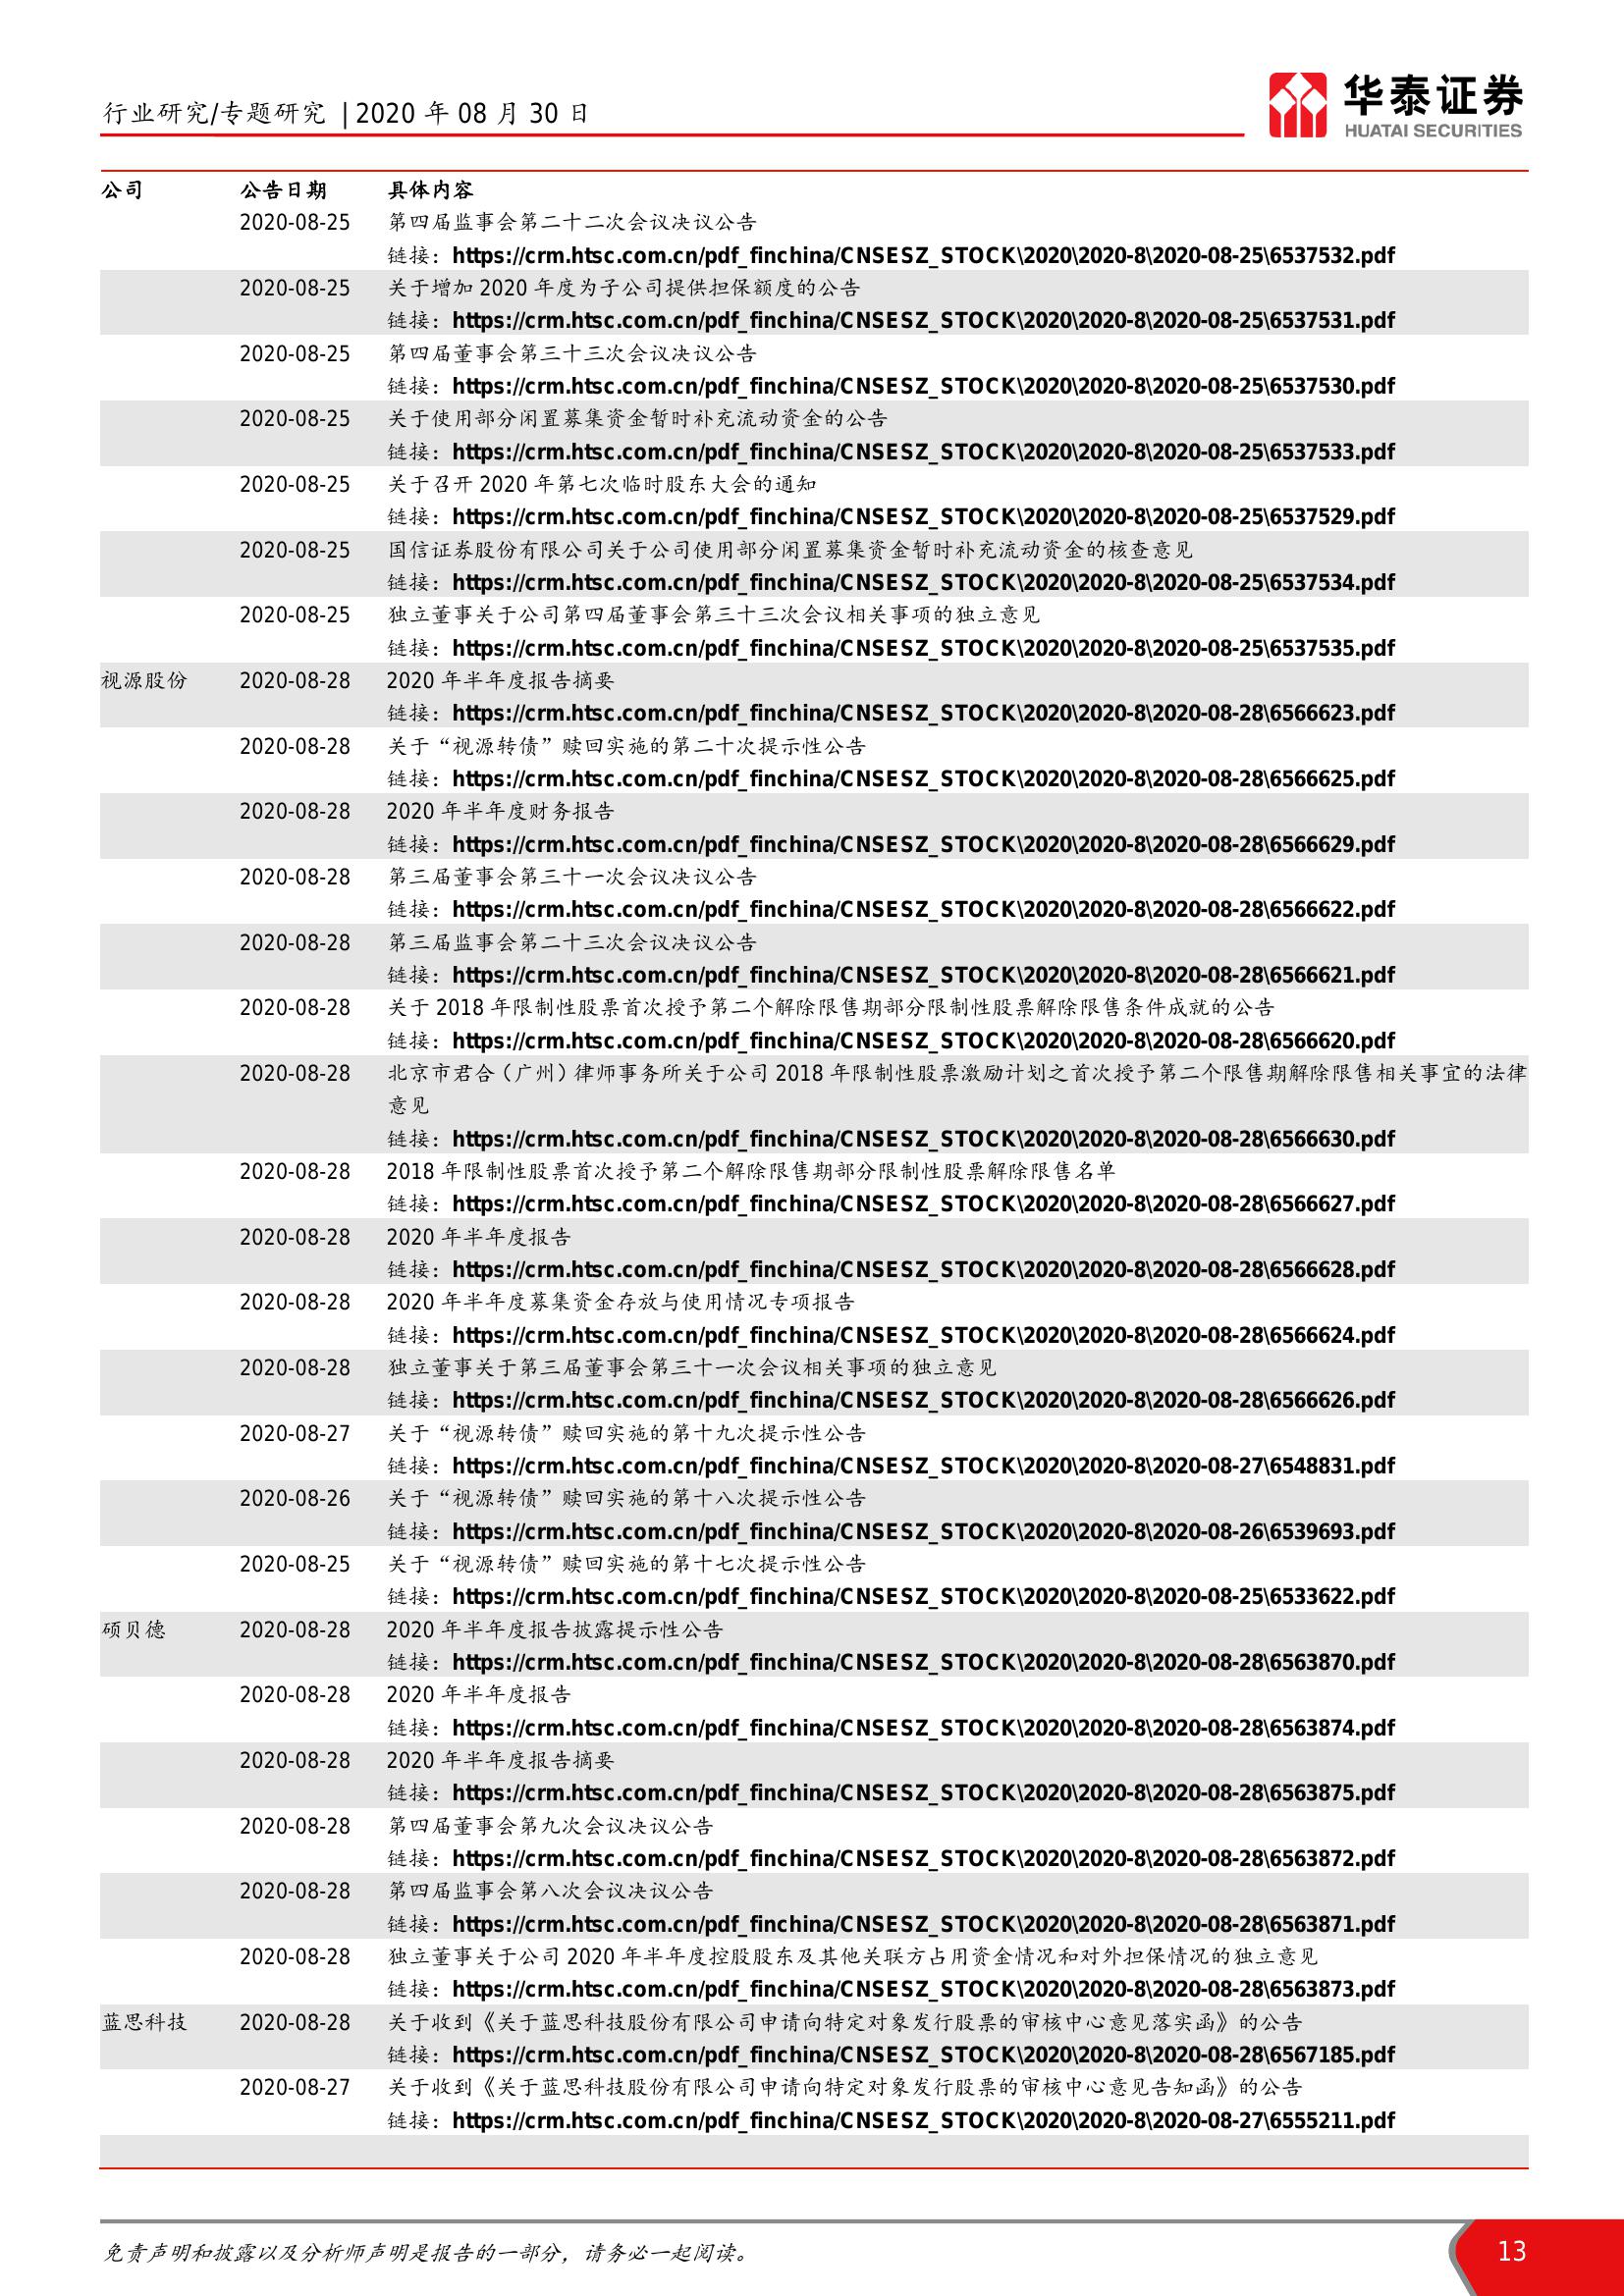 行业研究/专题研究 | 2020 年 08 月 30 日
华泰证券
HUATAI SECURITIES
公司 公告日期 具体内容
2020-08-25 第四届监事会第二十二次会议决议公告
链接：https://crm.htsc.com.cn/pdf_finchina/CNSESZ_STOCK\2020\2020-8\2020-08-25\6537532.pdf
2020-08-25 关于增加 2020 年度为子公司提供担保额度的公告
链接：https://crm.htsc.com.cn/pdf_finchina/CNSESZ_STOCK\2020\2020-8\2020-08-25\6537531.pdf
2020-08-25 第四届董事会第三十三次会议决议公告
链接：https://crm.htsc.com.cn/pdf_finchina/CNSESZ_STOCK\2020\2020-8\2020-08-25\6537530.pdf
2020-08-25 关于使用部分闲置募集资金暂时补充流动资金的公告
链接：https://crm.htsc.com.cn/pdf_finchina/CNSESZ_STOCK\2020\2020-8\2020-08-25\6537533.pdf
2020-08-25 关于召开 2020 年第七次临时股东大会的通知
链接：https://crm.htsc.com.cn/pdf_finchina/CNSESZ_STOCK\2020\2020-8\2020-08-25\6537529.pdf
2020-08-25 国信证券股份有限公司关于公司使用部分闲置募集资金暂时补充流动资金的核查意见
链接：https://crm.htsc.com.cn/pdf_finchina/CNSESZ_STOCK\2020\2020-8\2020-08-25\6537534.pdf
2020-08-25 独立董事关于公司第四届董事会第三十三次会议相关事项的独立意见
链接：https://crm.htsc.com.cn/pdf_finchina/CNSESZ_STOCK\2020\2020-8\2020-08-25\6537535.pdf
视源股份 2020-08-28 2020 年半年度报告摘要
链接：https://crm.htsc.com.cn/pdf_finchina/CNSESZ_STOCK\2020\2020-8\2020-08-28\6566623.pdf
2020-08-28 关于“视源转债”赎回实施的第二十次提示性公告
链接：https://crm.htsc.com.cn/pdf_finchina/CNSESZ_STOCK\2020\2020-8\2020-08-28\6566625.pdf
2020-08-28 2020 年半年度财务报告
链接：https://crm.htsc.com.cn/pdf_finchina/CNSESZ_STOCK\2020\2020-8\2020-08-28\6566629.pdf
2020-08-28 第三届董事会第三十一次会议决议公告
链接：https://crm.htsc.com.cn/pdf_finchina/CNSESZ_STOCK\2020\2020-8\2020-08-28\6566622.pdf
2020-08-28 第三届监事会第二十三次会议决议公告
链接：https://crm.htsc.com.cn/pdf_finchina/CNSESZ_STOCK\2020\2020-8\2020-08-28\6566621.pdf
2020-08-28 关于 2018 年限制性股票首次授予第二个解除限售期部分限制性股票解除限售条件成就的公告
链接：https://crm.htsc.com.cn/pdf_finchina/CNSESZ_STOCK\2020\2020-8\2020-08-28\6566620.pdf
2020-08-28 北京市君合（广州）律师事务所关于公司 2018 年限制性股票激励计划之首次授予第二个限售期解除限售相关事宜的法律
意见
链接：https://crm.htsc.com.cn/pdf_finchina/CNSESZ_STOCK\2020\2020-8\2020-08-28\6566630.pdf
2020-08-28 2018 年限制性股票首次授予第二个解除限售期部分限制性股票解除限售名单
链接：https://crm.htsc.com.cn/pdf_finchina/CNSESZ_STOCK\2020\2020-8\2020-08-28\6566627.pdf
2020-08-28 2020 年半年度报告
链接：https://crm.htsc.com.cn/pdf_finchina/CNSESZ_STOCK\2020\2020-8\2020-08-28\6566628.pdf
2020-08-28 2020 年半年度募集资金存放与使用情况专项报告
链接：https://crm.htsc.com.cn/pdf_finchina/CNSESZ_STOCK\2020\2020-8\2020-08-28\6566624.pdf
2020-08-28 独立董事关于第三届董事会第三十一次会议相关事项的独立意见
链接：https://crm.htsc.com.cn/pdf_finchina/CNSESZ_STOCK\2020\2020-8\2020-08-28\6566626.pdf
2020-08-27 关于“视源转债”赎回实施的第十九次提示性公告
链接：https://crm.htsc.com.cn/pdf_finchina/CNSESZ_STOCK\2020\2020-8\2020-08-27\6548831.pdf
2020-08-26 关于“视源转债”赎回实施的第十八次提示性公告
链接：https://crm.htsc.com.cn/pdf_finchina/CNSESZ_STOCK\2020\2020-8\2020-08-26\6539693.pdf
2020-08-25 关于“视源转债”赎回实施的第十七次提示性公告
链接：https://crm.htsc.com.cn/pdf_finchina/CNSESZ_STOCK\2020\2020-8\2020-08-25\6533622.pdf
硕贝德 2020-08-28 2020 年半年度报告披露提示性公告
链接：https://crm.htsc.com.cn/pdf_finchina/CNSESZ_STOCK\2020\2020-8\2020-08-28\6563870.pdf
2020-08-28 2020 年半年度报告
链接：https://crm.htsc.com.cn/pdf_finchina/CNSESZ_STOCK\2020\2020-8\2020-08-28\6563874.pdf
2020-08-28 2020 年半年度报告摘要
链接：https://crm.htsc.com.cn/pdf_finchina/CNSESZ_STOCK\2020\2020-8\2020-08-28\6563875.pdf
2020-08-28 第四届董事会第九次会议决议公告
链接：https://crm.htsc.com.cn/pdf_finchina/CNSESZ_STOCK\2020\2020-8\2020-08-28\6563872.pdf
2020-08-28 第四届监事会第八次会议决议公告
链接：https://crm.htsc.com.cn/pdf_finchina/CNSESZ_STOCK\2020\2020-8\2020-08-28\6563871.pdf
2020-08-28 独立董事关于公司 2020 年半年度控股股东及其他关联方占用资金情况和对外担保情况的独立意见
链接：https://crm.htsc.com.cn/pdf_finchina/CNSESZ_STOCK\2020\2020-8\2020-08-28\6563873.pdf
蓝思科技 2020-08-28 关于收到《关于蓝思科技股份有限公司申请向特定对象发行股票的审核中心意见落实函》的公告
链接：https://crm.htsc.com.cn/pdf_finchina/CNSESZ_STOCK\2020\2020-8\2020-08-28\6567185.pdf
2020-08-27 关于收到《关于蓝思科技股份有限公司申请向特定对象发行股票的审核中心意见告知函》的公告
链接：https://crm.htsc.com.cn/pdf_finchina/CNSESZ_STOCK\2020\2020-8\2020-08-27\6555211.pdf
免责声明和披露以及分析师声明是报告的一部分，请务必一起阅读。
13